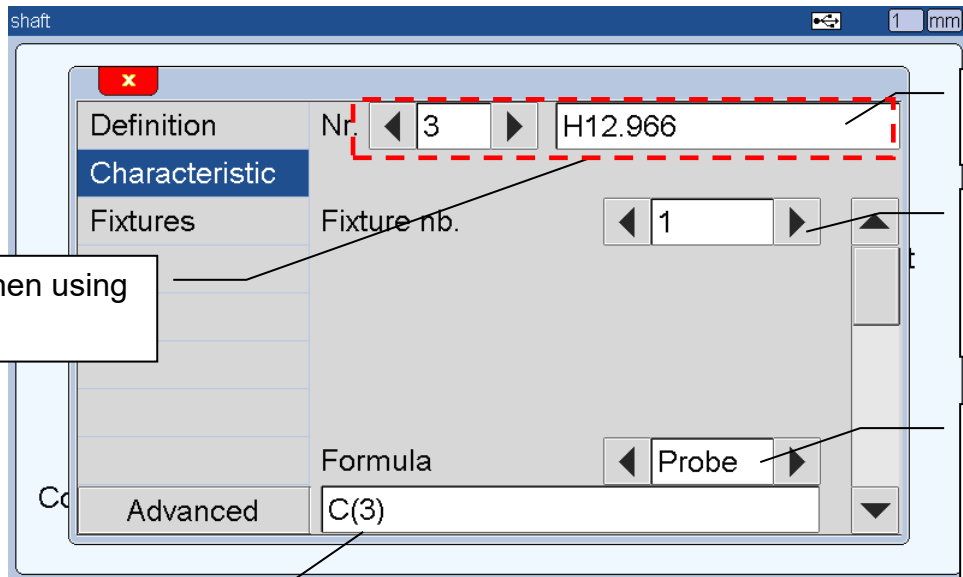 shaft 1 mm
x
Definition Nr. 3 H12.966
Characteristic
Fixtures Fixture nb. 1
t
hen using
Formula Probe
Co
Advanced C(3)